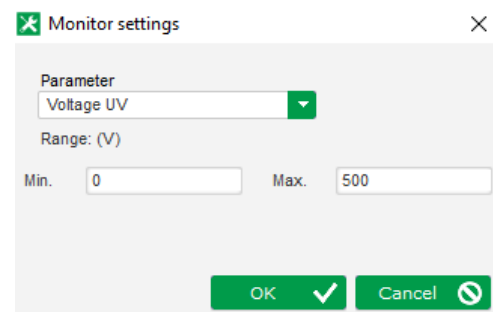 Monitor settings
Parameter
Voltage UV
Range: (V)
Min. 0 Max. 500
OK Cancel